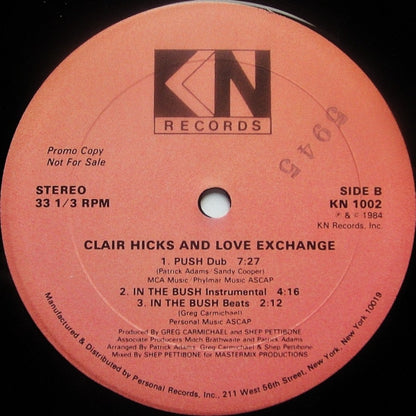 KN
RECORDS
5945
Promo Copy
Not For Sale
STEREO
33 1/3 RPM
SIDE B
KN 1002
℗ & © 1984
KN Records, Inc.
CLAIR HICKS AND LOVE EXCHANGE
1. PUSH Dub 7:27
(Patrick Adams/Sandy Cooper)
MCA Music/Phylmar Music ASCAP
2. IN THE BUSH Instrumental 4:16
3. IN THE BUSH Beats 2:12
(Greg Carmichael)
Personal Music ASCAP
Produced By GREG CARMICHAEL and SHEP PETTIBONE
Associate Producers Mitch Brathwaite and Patrick Adams
Arranged By Patrick Adams, Greg Carmichael & Shep Pettibone
Mixed By SHEP PETTIBONE for MASTERMIX PRODUCTIONS
Manufactured & Distributed by Personal Records, Inc., 211 West 56th Street, New York, New York 10019